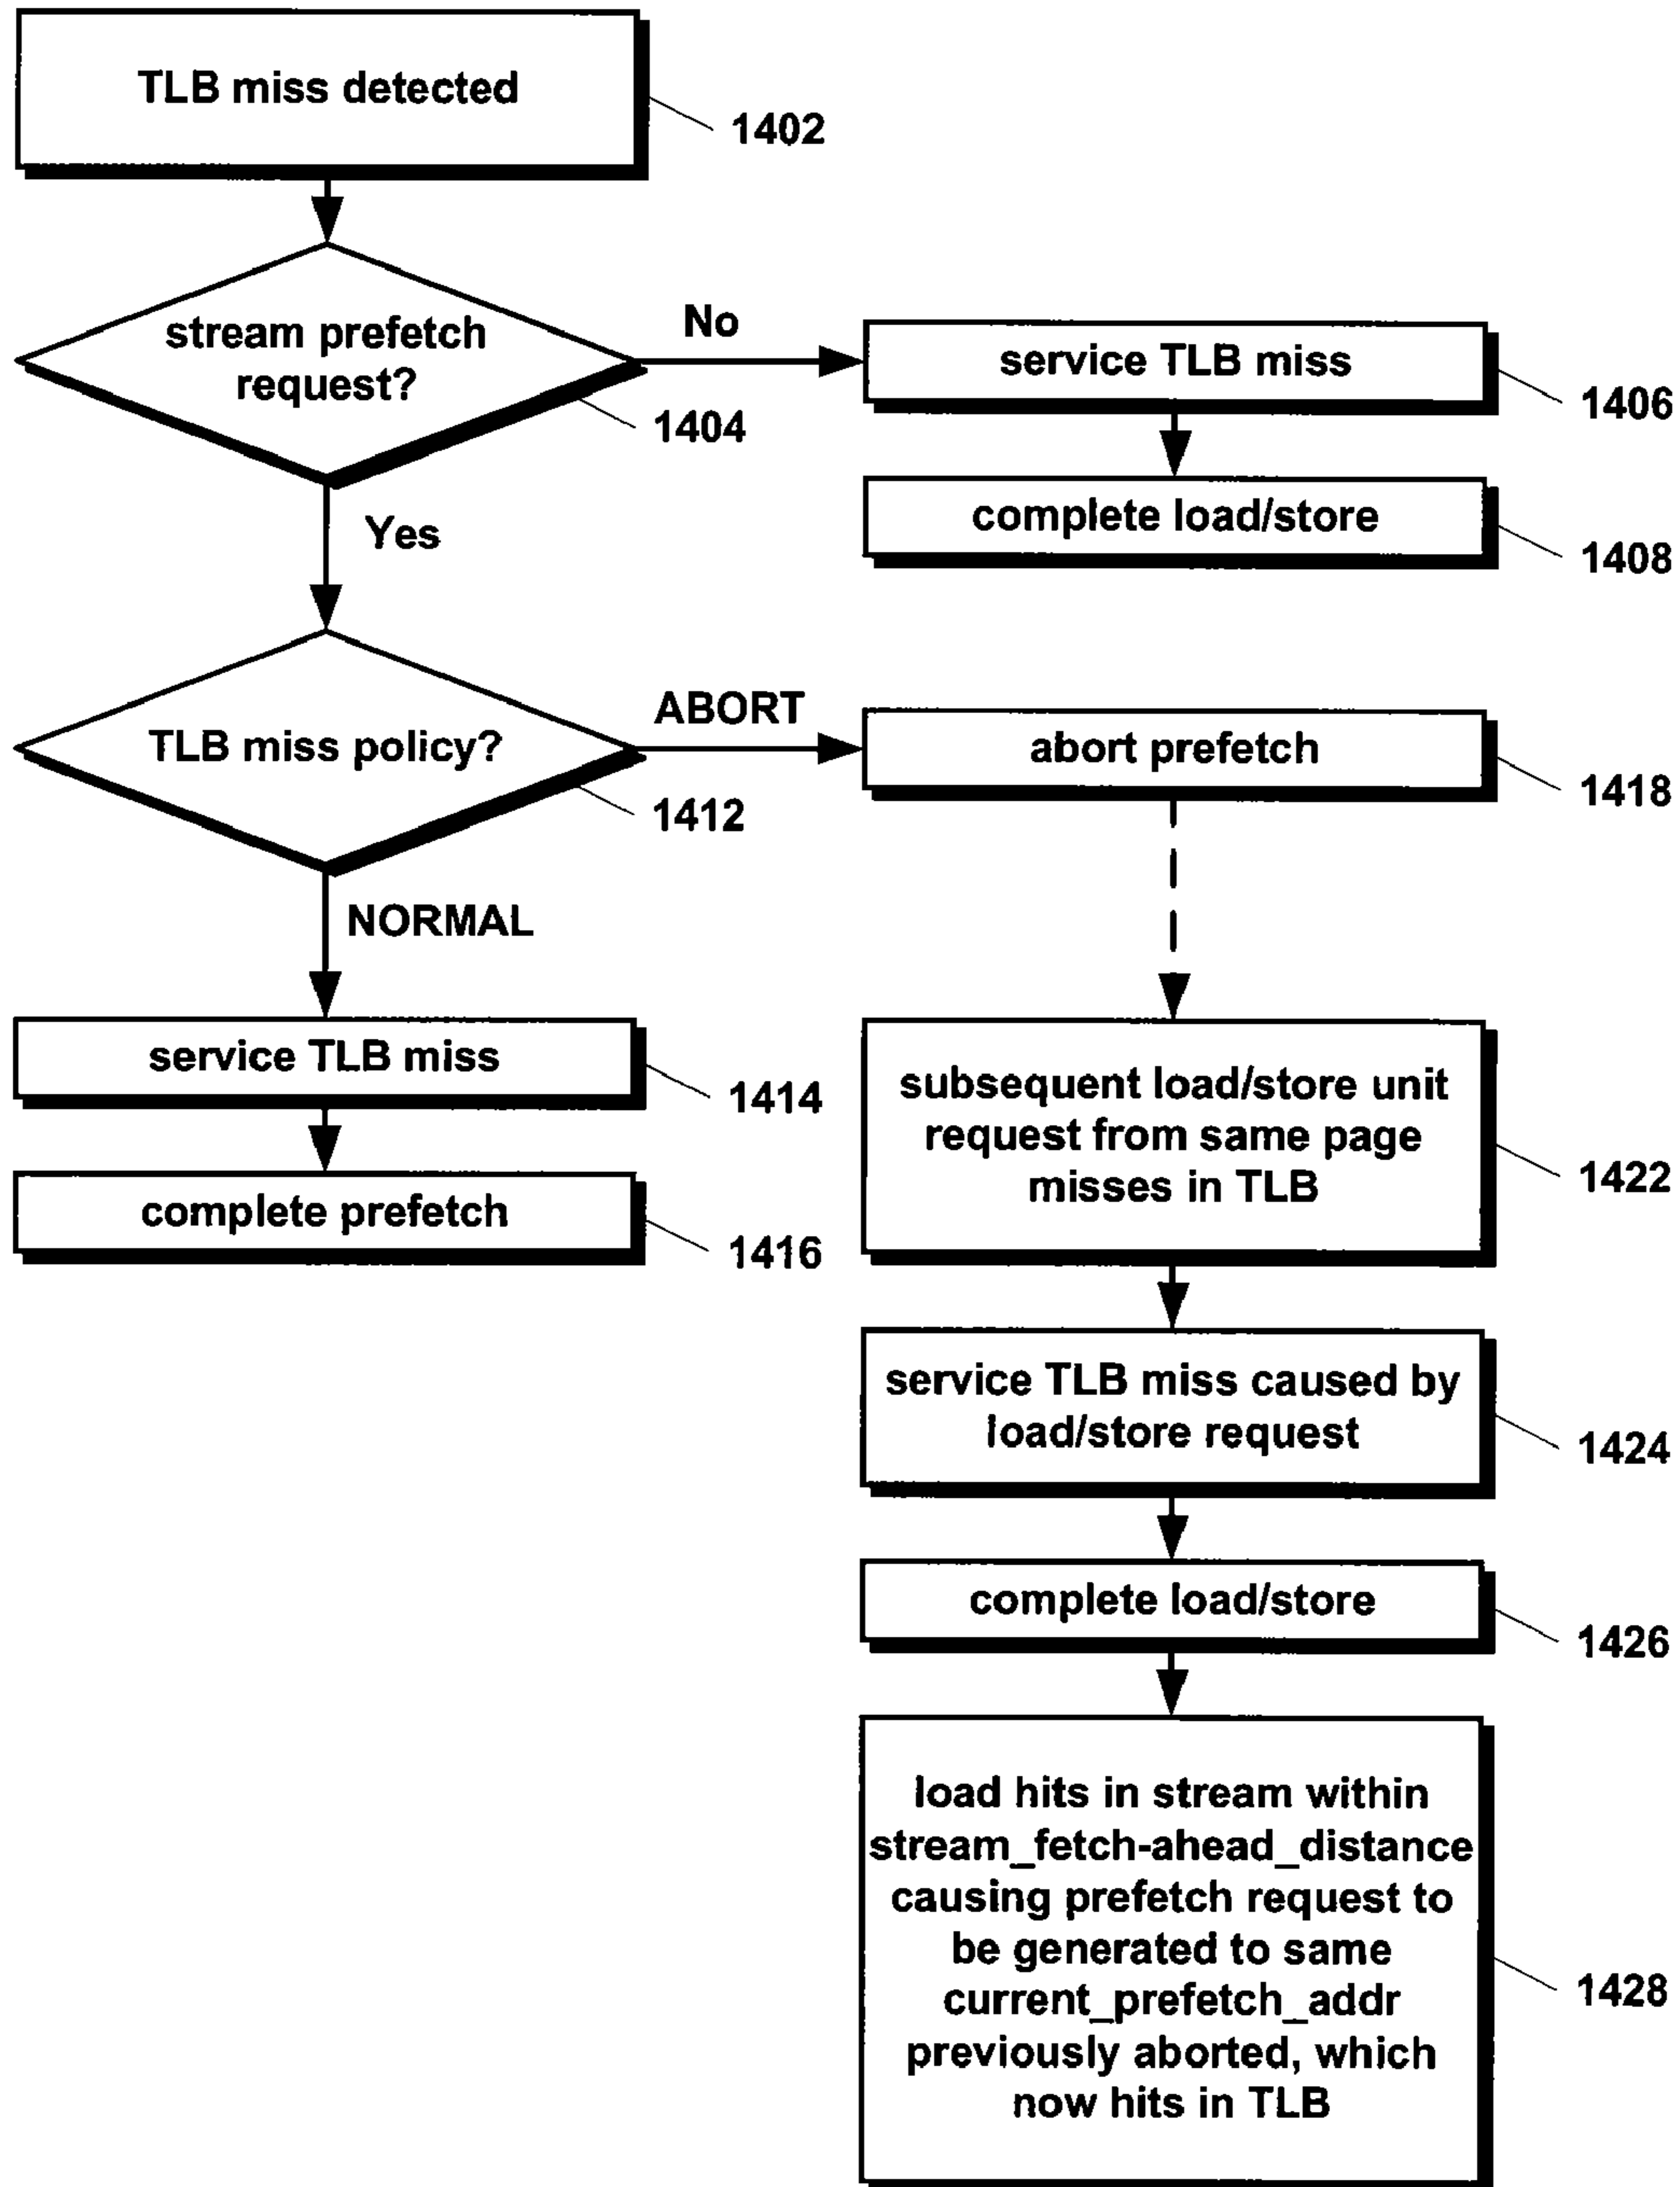 TLB miss detected
1402
stream prefetch
request?
1404
No
service TLB miss
1406
complete load/store
1408
Yes
TLB miss policy?
1412
ABORT
abort prefetch
1418
NORMAL
service TLB miss
1414
complete prefetch
1416
subsequent load/store unit
request from same page
misses in TLB
1422
service TLB miss caused by
load/store request
1424
complete load/store
1426
load hits in stream within
stream_fetch-ahead_distance
causing prefetch request to
be generated to same
current_prefetch_addr
previously aborted, which
now hits in TLB
1428